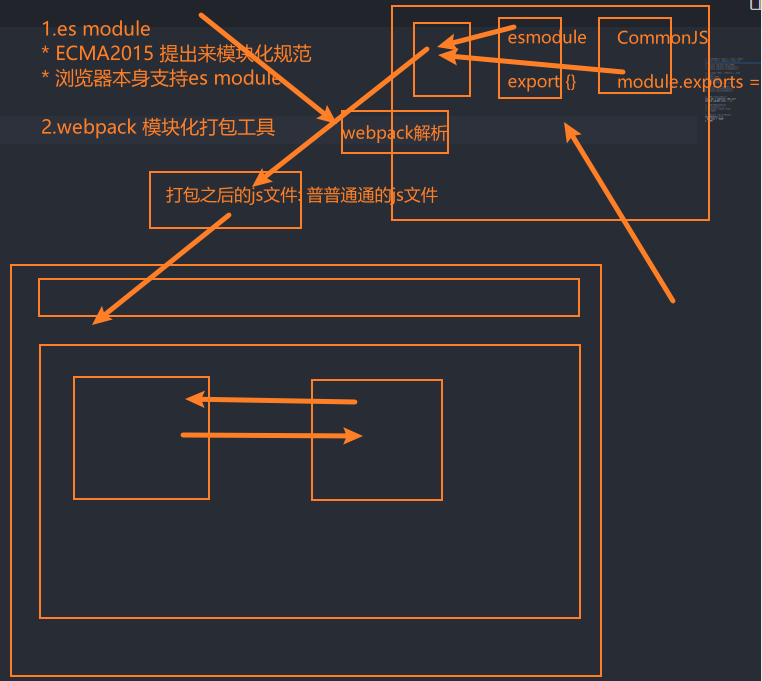 1.es module
* ECMA2015 提出来模块化规范
* 浏览器本身支持es module
2.webpack 模块化打包工具
esmodule
export {}
CommonJS
module.exports =
webpack解析
打包之后的js文件: 普普通通的js文件